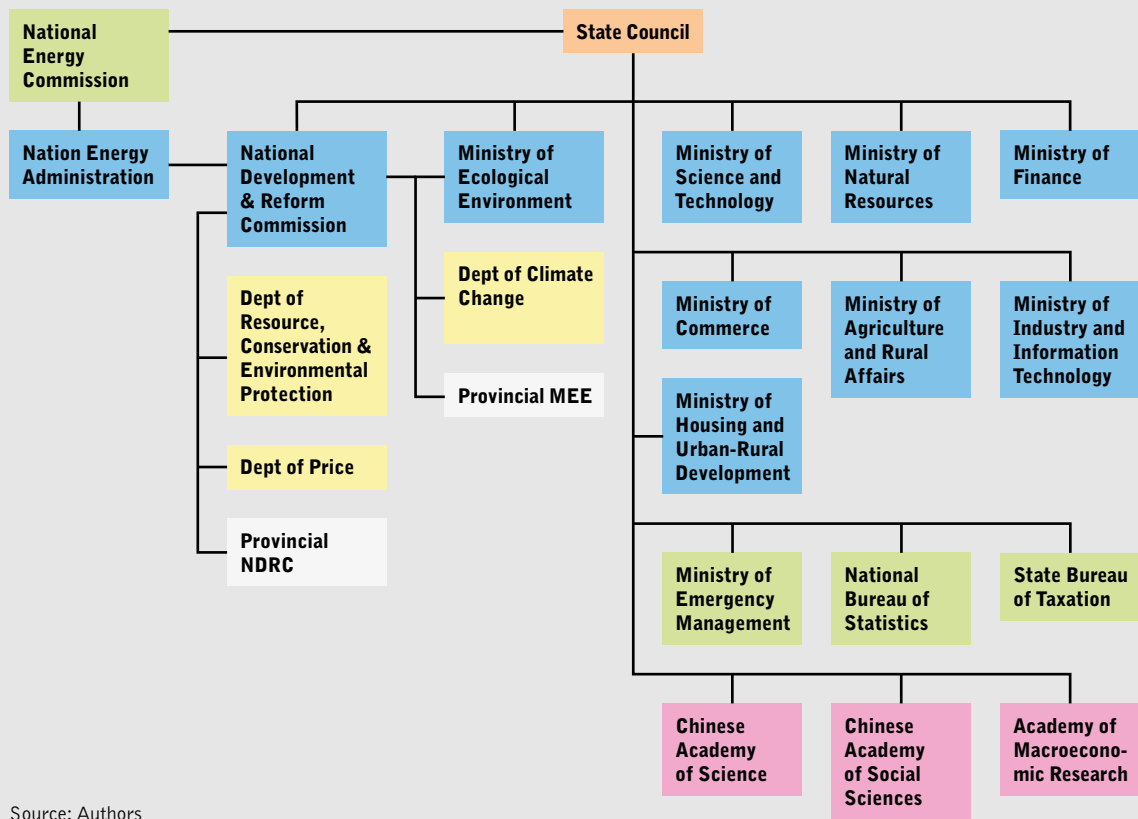 National
Energy
Commission
State Council
Nation Energy
Administration
National
Development
& Reform
Commission
Ministry of
Ecological
Environment
Ministry of
Science and
Technology
Ministry of
Natural
Resources
Ministry of
Finance
Dept of
Resource,
Conservation &
Environmental
Protection
Dept of Climate
Change
Ministry of
Commerce
Ministry of
Agriculture
and Rural
Affairs
Ministry of
Industry and
Information
Technology
Provincial MEE
Ministry of
Housing and
Urban-Rural
Development
Dept of Price
Provincial
NDRC
Ministry of
Emergency
Management
National
Bureau of
Statistics
State Bureau
of Taxation
Chinese
Academy
of Science
Chinese
Academy
of Social
Sciences
Academy of
Macroecono-
mic Research
Source: Authors